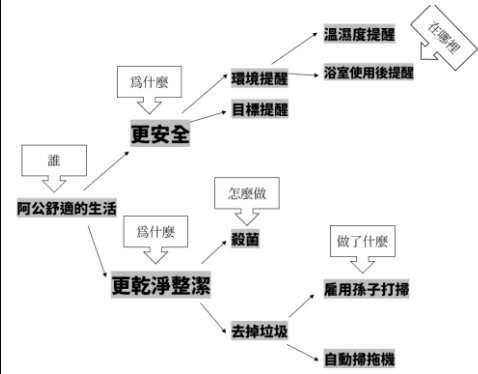 在哪裡
溫濕度提醒
浴室使用後提醒
為什麼
環境提醒
目標提醒
更安全
誰
阿公舒適的生活
怎麼做
為什麼
殺菌
做了什麼
更乾淨整潔
雇用孫子打掃
去掉垃圾
自動掃拖機